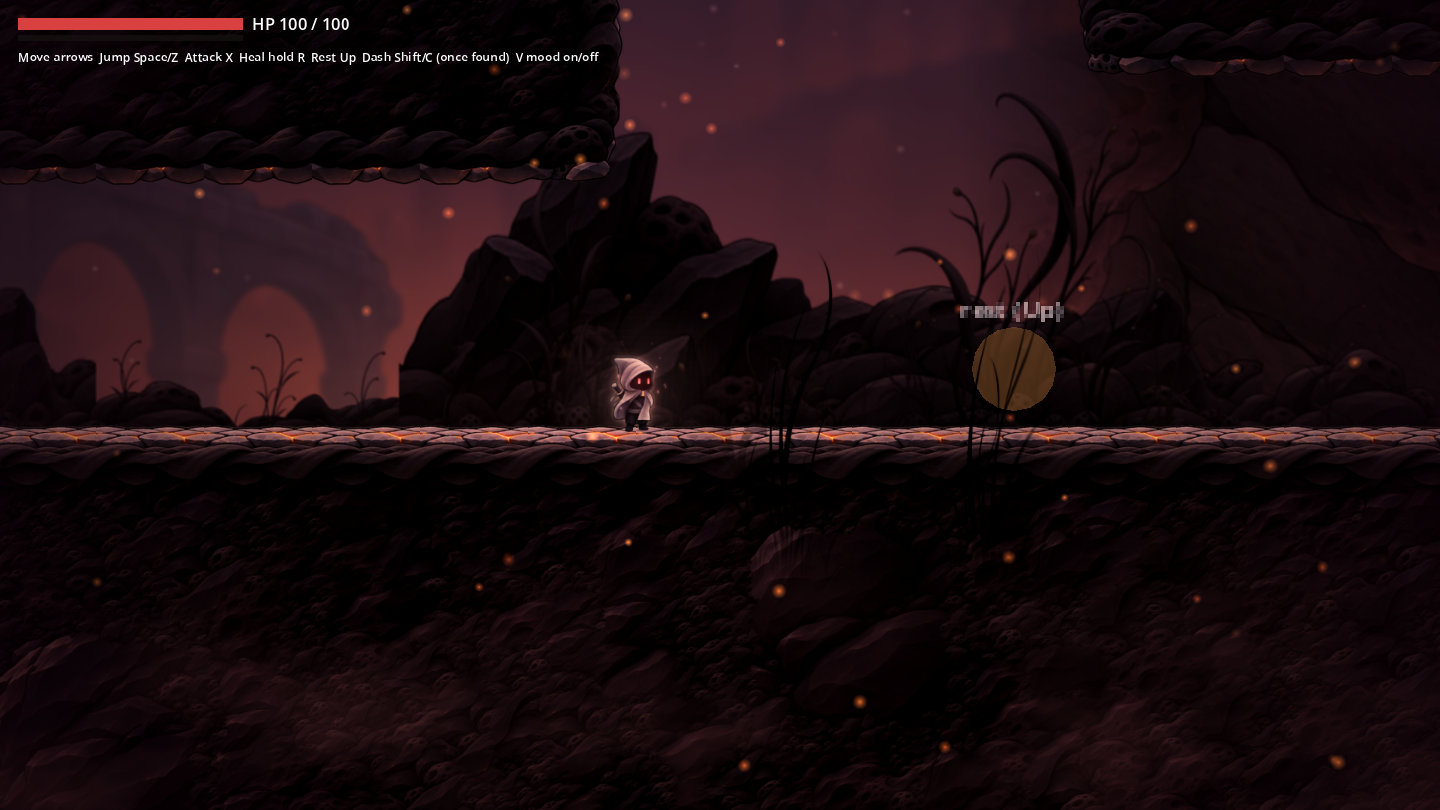 HP 100 / 100
Move arrows Jump Space/Z Attack X Heal hold R Rest Up Dash Shift/C (once found) V mood on/off
(Up)